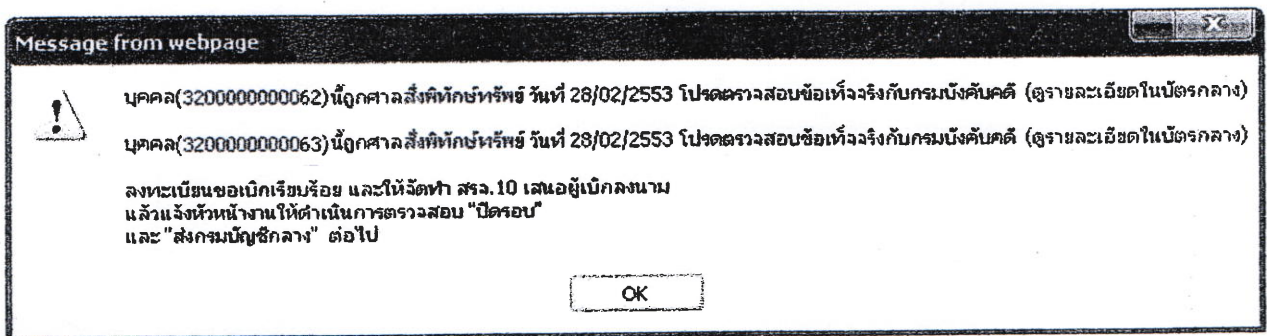 Message from webpage
บุคคล(3200000000062)นี้ถูกศาลสั่งพิทักษ์ทรัพย์ วันที่ 28/02/2553 โปรดตรวจสอบข้อเท็จจริงกับกรมบังคับคดี (ดูรายละเอียดในบัตรกลาง)
บุคคล(3200000000063)นี้ถูกศาลสั่งพิทักษ์ทรัพย์ วันที่ 28/02/2553 โปรดตรวจสอบข้อเท็จจริงกับกรมบังคับคดี (ดูรายละเอียดในบัตรกลาง)
ลงทะเบียนขอเบิกเรียบร้อย และให้จัดทำ สรจ.10 เสนอผู้เบิกลงนาม
แล้วแจ้งหัวหน้างานให้ดำเนินการตรวจสอบ "ปิดรอบ"
และ "ส่งกรมบัญชีกลาง" ต่อไป
OK